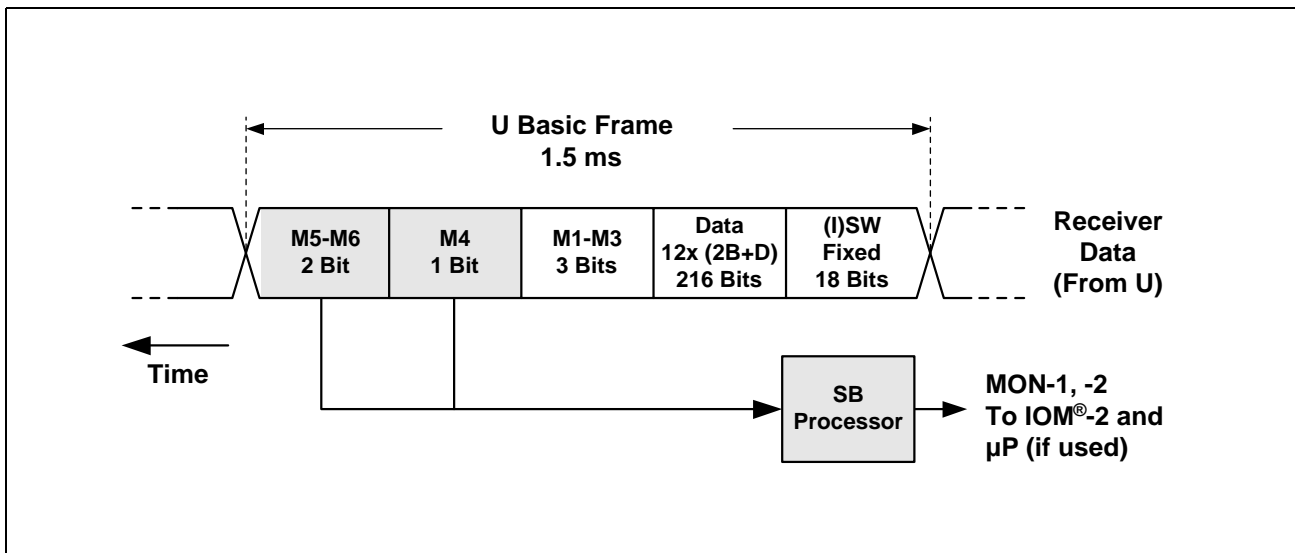 U Basic Frame
1.5 ms
M5-M6
2 Bit
M4
1 Bit
M1-M3
3 Bits
Data
12x (2B+D)
216 Bits
(I)SW
Fixed
18 Bits
Receiver
Data
(From U)
Time
SB
Processor
MON-1, -2
To IOM®-2 and
µP (if used)